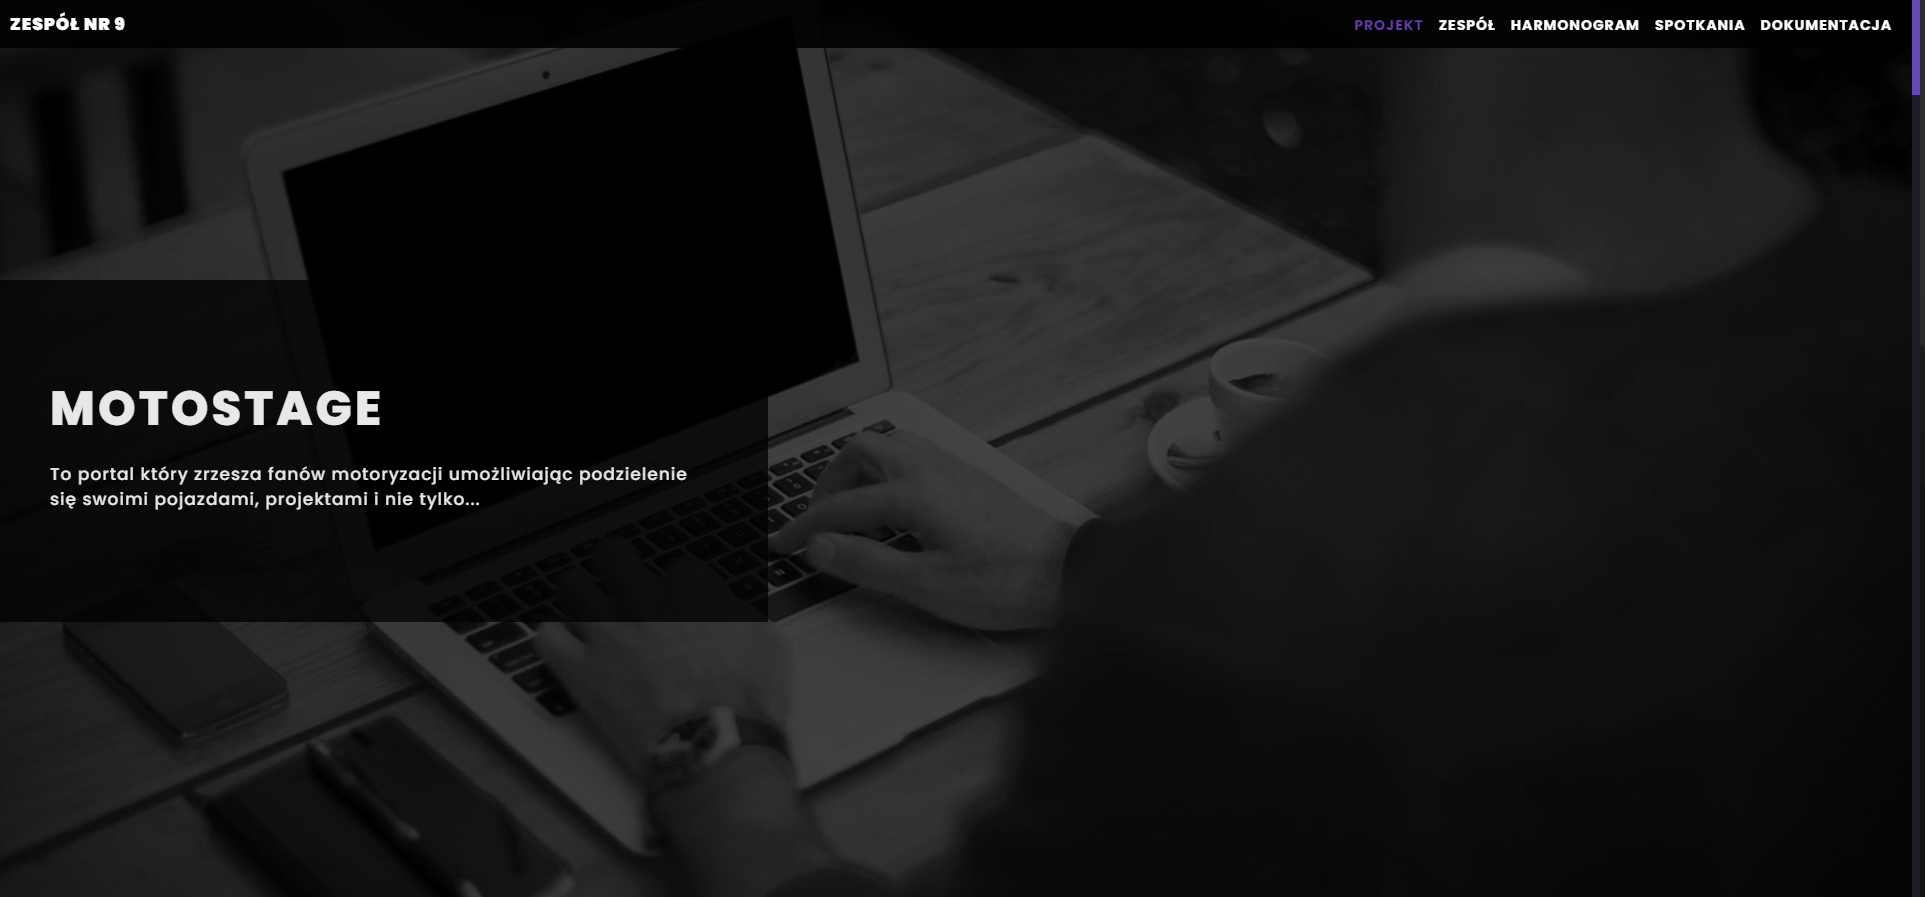 ZESPÓŁ NR 9
PROJEKT ZESPÓŁ HARMONOGRAM SPOTKANIA DOKUMENTACJA
MOTOSTAGE
To portal który zrzesza fanów motoryzacji umożliwiając podzielenie
się swoimi pojazdami, projektami i nie tylko...